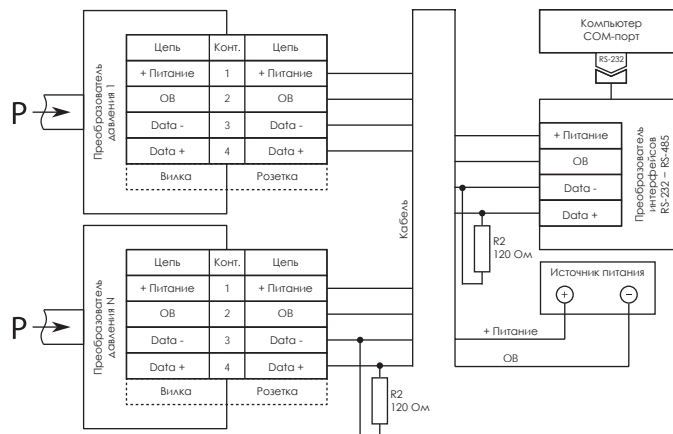 Преобразователь
давления 1
Цепь Конт. Цепь
+ Питание 1 + Питание
ОВ 2 ОВ
Data - 3 Data -
Data + 4 Data +
Вилка Розетка
P
Преобразователь
давления N
Цепь Конт. Цепь
+ Питание 1 + Питание
ОВ 2 ОВ
Data - 3 Data -
Data + 4 Data +
Вилка Розетка
P
R2
120 Ом
Кабель
Компьютер
COM-порт
RS-232
+ Питание
ОВ
Data -
Data +
Преобразователь
интерфейсов
RS-232 – RS-485
R2
120 Ом
Источник питания
+ −
+ Питание
ОВ